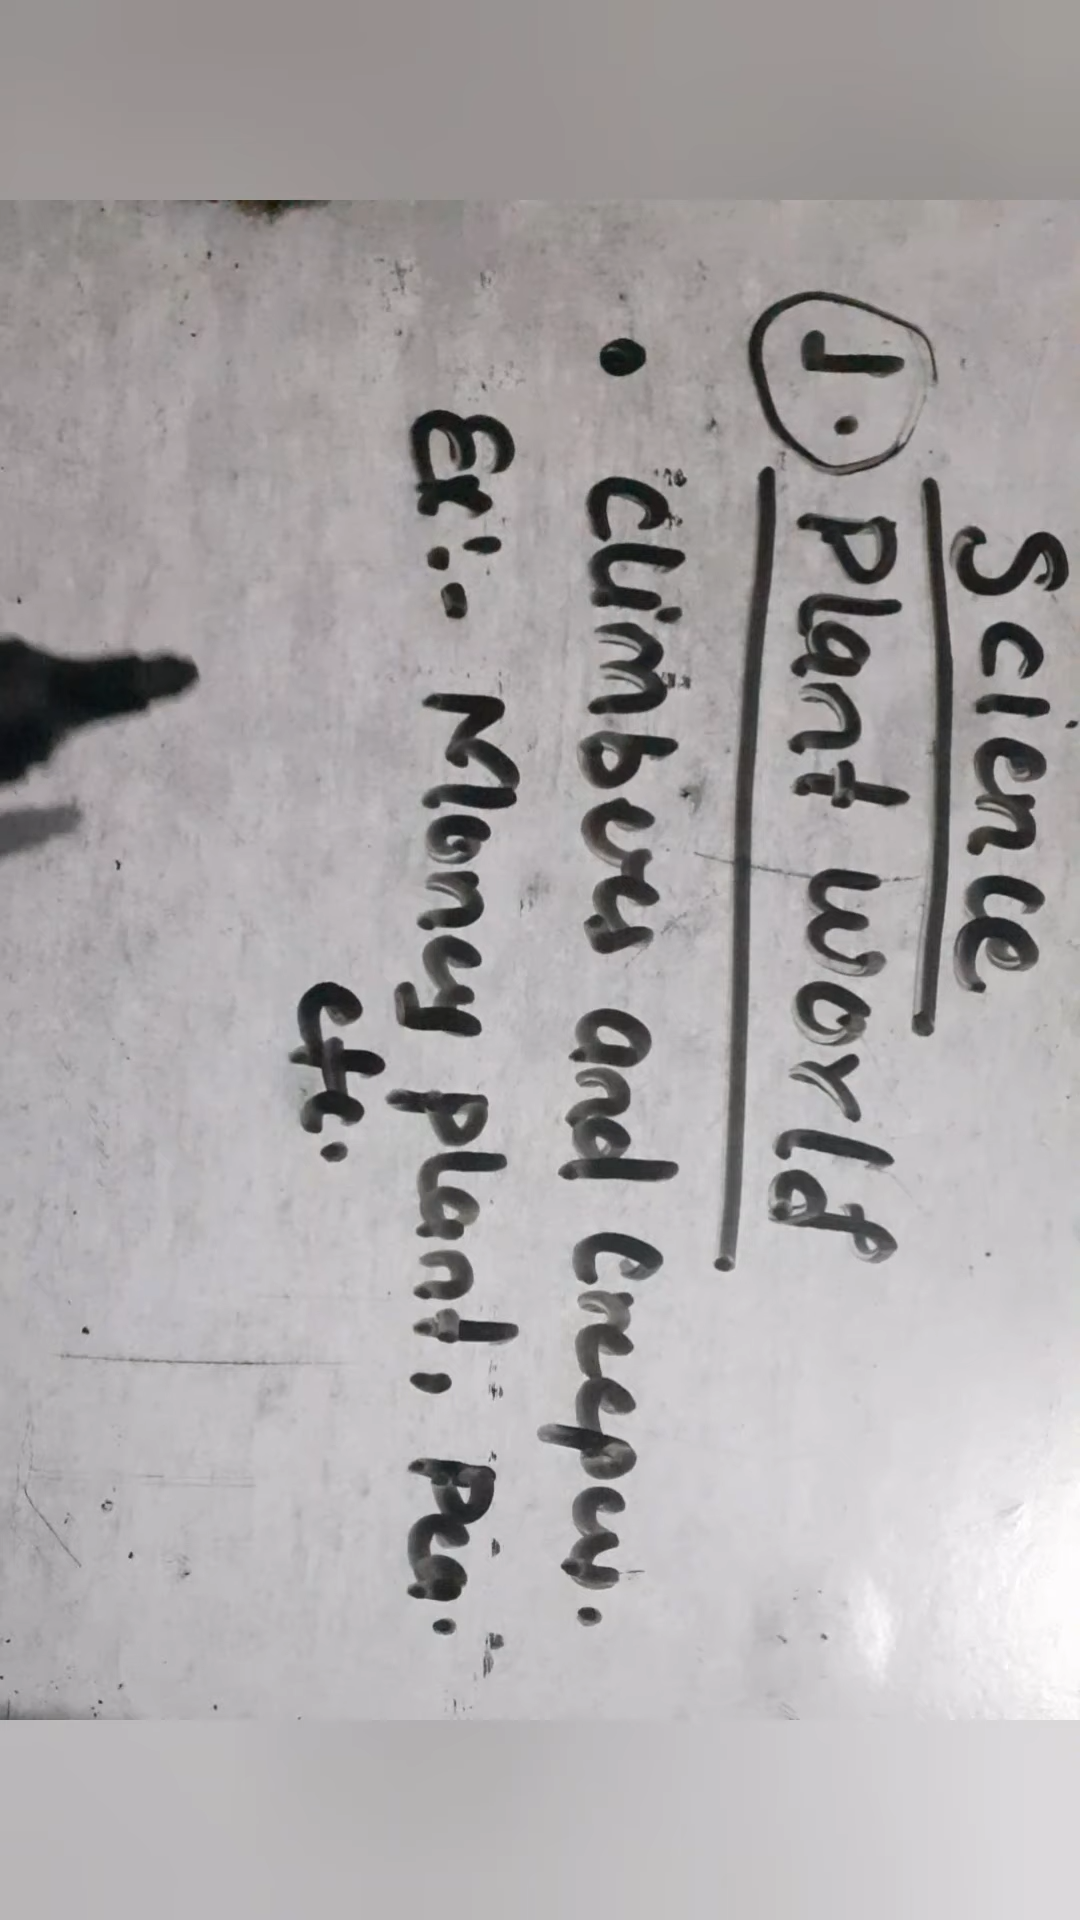 Science
1. Plant world
• Climbers and Creeper.
Ex:- Money plant, Pea.
etc.